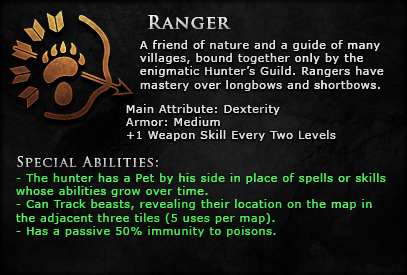 Ranger
A friend of nature and a guide of many
villages, bound together only by the
enigmatic Hunter's Guild. Rangers have
mastery over longbows and shortbows.
Main Attribute: Dexterity
Armor: Medium
+1 Weapon Skill Every Two Levels
Special Abilities:
- The hunter has a Pet by his side in place of spells or skills
whose abilities grow over time.
- Can Track beasts, revealing their location on the map in
the adjacent three tiles (5 uses per map).
- Has a passive 50% immunity to poisons.